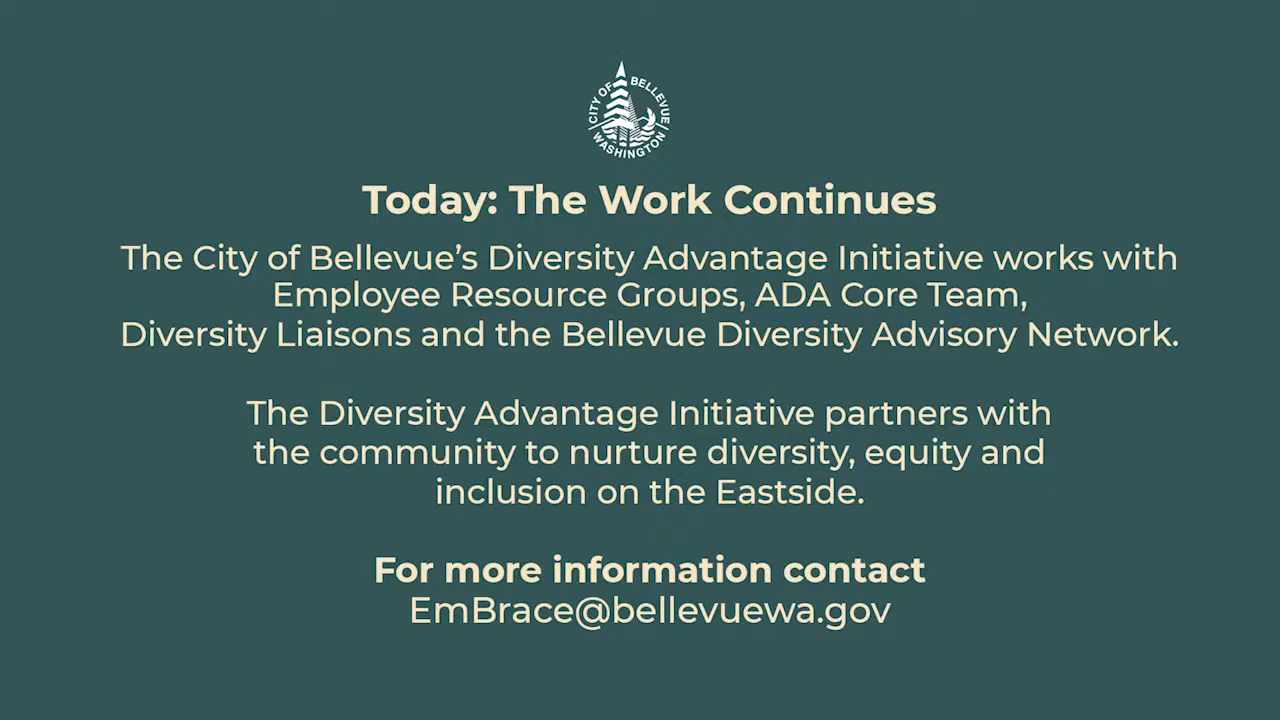 CITY OF BELLEVUE
WASHINGTON
Today: The Work Continues
The City of Bellevue’s Diversity Advantage Initiative works with
Employee Resource Groups, ADA Core Team,
Diversity Liaisons and the Bellevue Diversity Advisory Network.
The Diversity Advantage Initiative partners with
the community to nurture diversity, equity and
inclusion on the Eastside.
For more information contact
EmBrace@bellevuewa.gov